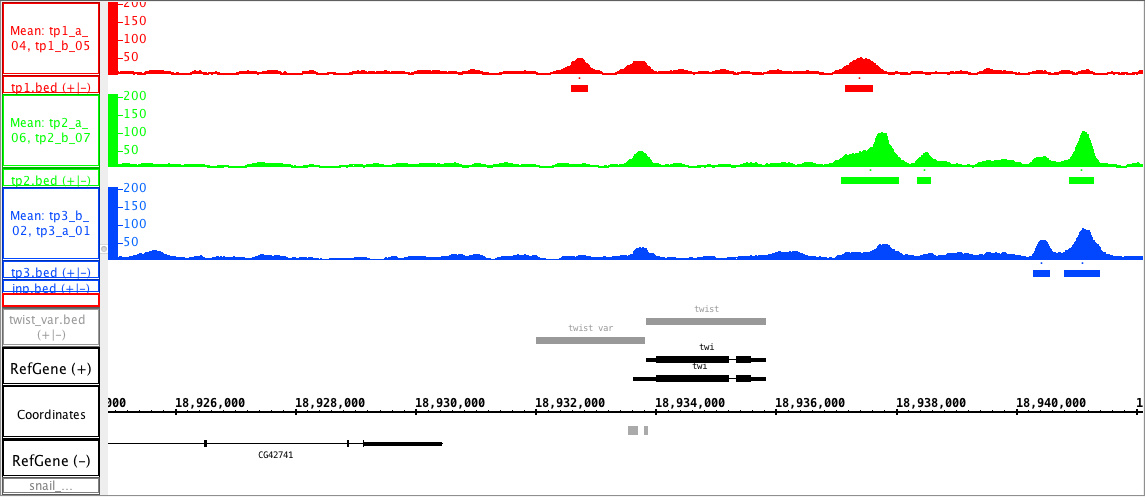 200
Mean: tp1_a_
04, tp1_b_05
150
100
50
tp1.bed (+|-)
200
Mean: tp2_a_
06, tp2_b_07
150
100
50
tp2.bed (+|-)
200
Mean: tp3_b_
02, tp3_a_01
150
100
50
tp3.bed (+|-)
inp.bed (+|-)
twist_var.bed
(+|-)
twist
twist var
RefGene (+)
twi
twi
Coordinates
000 18,926,000 18,928,000 18,930,000 18,932,000 18,934,000 18,936,000 18,938,000 18,940,000 1
RefGene (-)
CG42741
snail_...